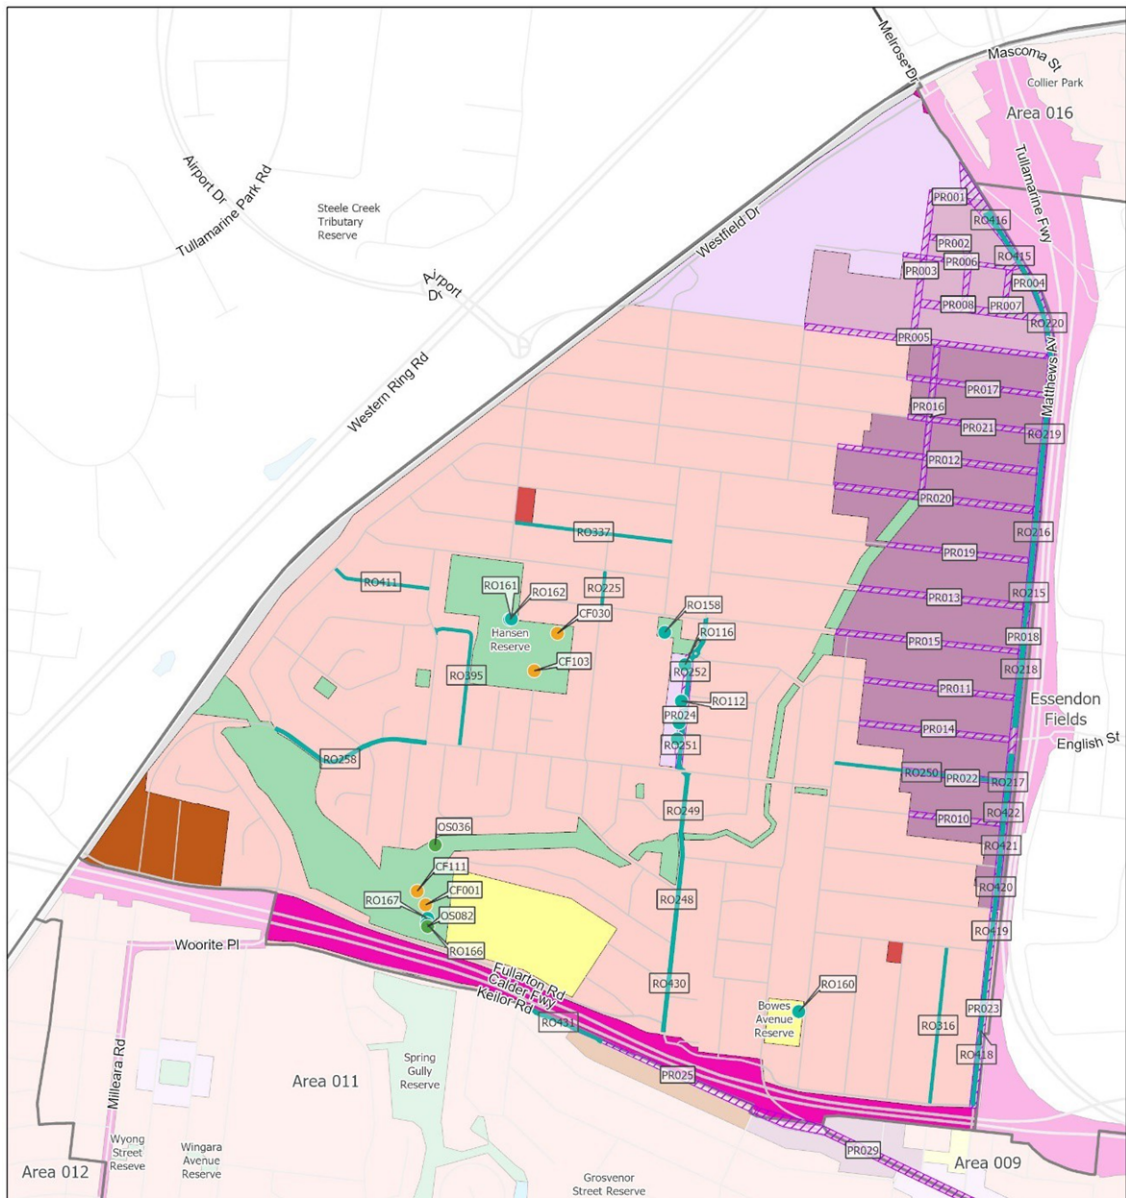 Melrose Dr
Mascoma St
Collier Park
Area 016
Airport Dr
Tullamarine Park Rd
Steele Creek
Tributary
Reserve
Tullamarine Fwy
PR001
RO416
Westfield Dr
PR002
RO415
PR006
PR003
Airport
Dr
PR004
PR008
PR007
RO220
PR005
Matthews Av
Western Ring Rd
PR017
PR016
PR021
RO219
PR012
PR020
RO337
RO216
PR019
RO411
RO161
RO162
RO225
RO215
PR013
CF030
RO158
Hansen
Reserve
RO116
PR018
PR015
CF103
RO395
RO252
RO218
PR011
RO112
Essendon
Fields
PR024
PR014
RO251
English St
RO258
RO250
PR022
RO217
RO249
RO422
PR010
OS036
RO421
CF111
CF001
RO420
RO167
OS082
RO248
RO419
Woorite Pl
RO166
Fullarton Rd
Calder Fwy
Keilor Rd
RO430
RO160
Bowes
Avenue
Reserve
PR023
RO431
RO316
RO418
Milleara Rd
Spring
Gully
Reserve
Area 011
PR025
Wyong
Street
Reseve
Wingara
Avenue
Reserve
PR029
Area 012
Area 009
Grosvenor
Street Reserve